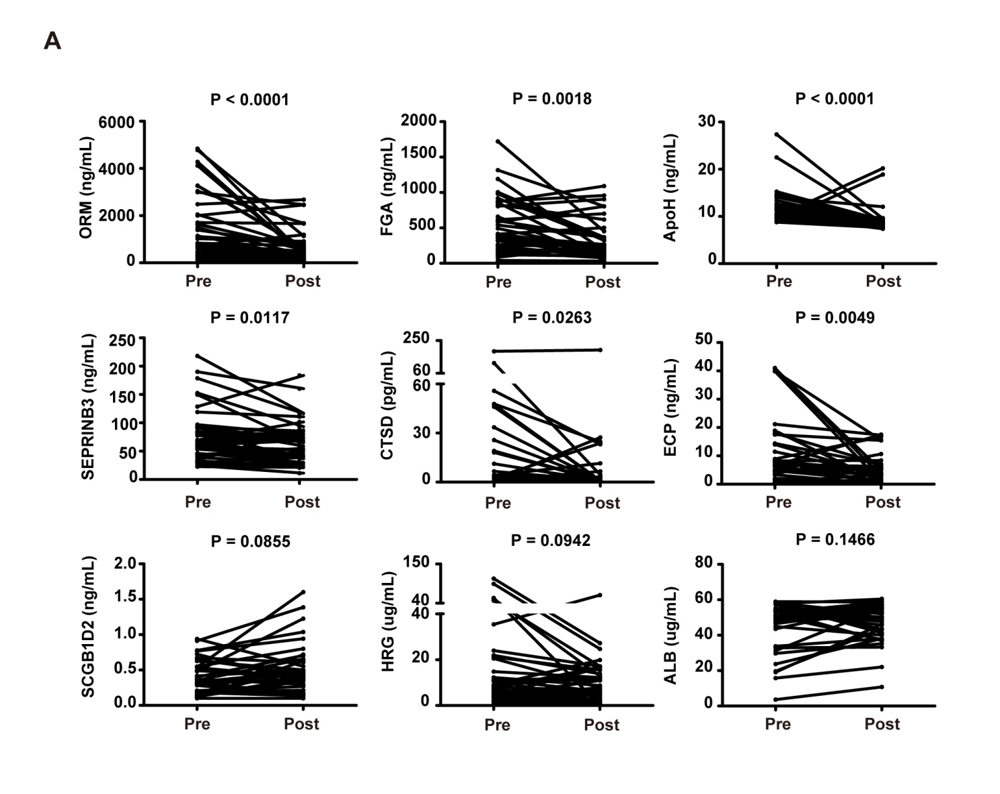 A
P < 0.0001
ORM (ng/mL)
6000
4000
2000
0
Pre Post
P = 0.0018
FGA (ng/mL)
2000
1500
1000
500
0
Pre Post
P < 0.0001
ApoH (ng/mL)
30
20
10
0
Pre Post
P = 0.0117
SEPRINB3 (ng/mL)
250
200
150
100
50
0
Pre Post
P = 0.0263
CTSD (pg/mL)
250
60
60
30
0
Pre Post
P = 0.0049
ECP (ng/mL)
50
40
30
20
10
0
Pre Post
P = 0.0855
SCGB1D2 (ng/mL)
2.0
1.5
1.0
0.5
0.0
Pre Post
P = 0.0942
HRG (ug/mL)
150
40
40
20
0
Pre Post
P = 0.1466
ALB (ug/mL)
80
60
40
20
0
Pre Post